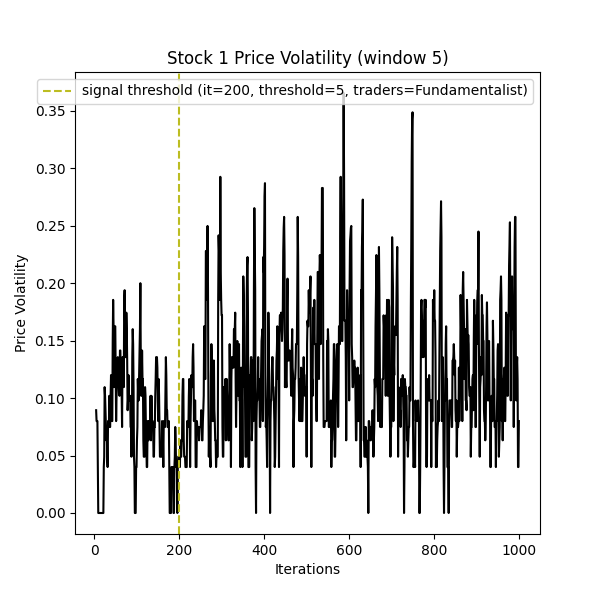 Stock 1 Price Volatility (window 5)
signal threshold (it=200, threshold=5, traders=Fundamentalist)
0.35
0.30
0.25
0.20
0.15
0.10
0.05
0.00
Price Volatility
0 200 400 600 800 1000
Iterations